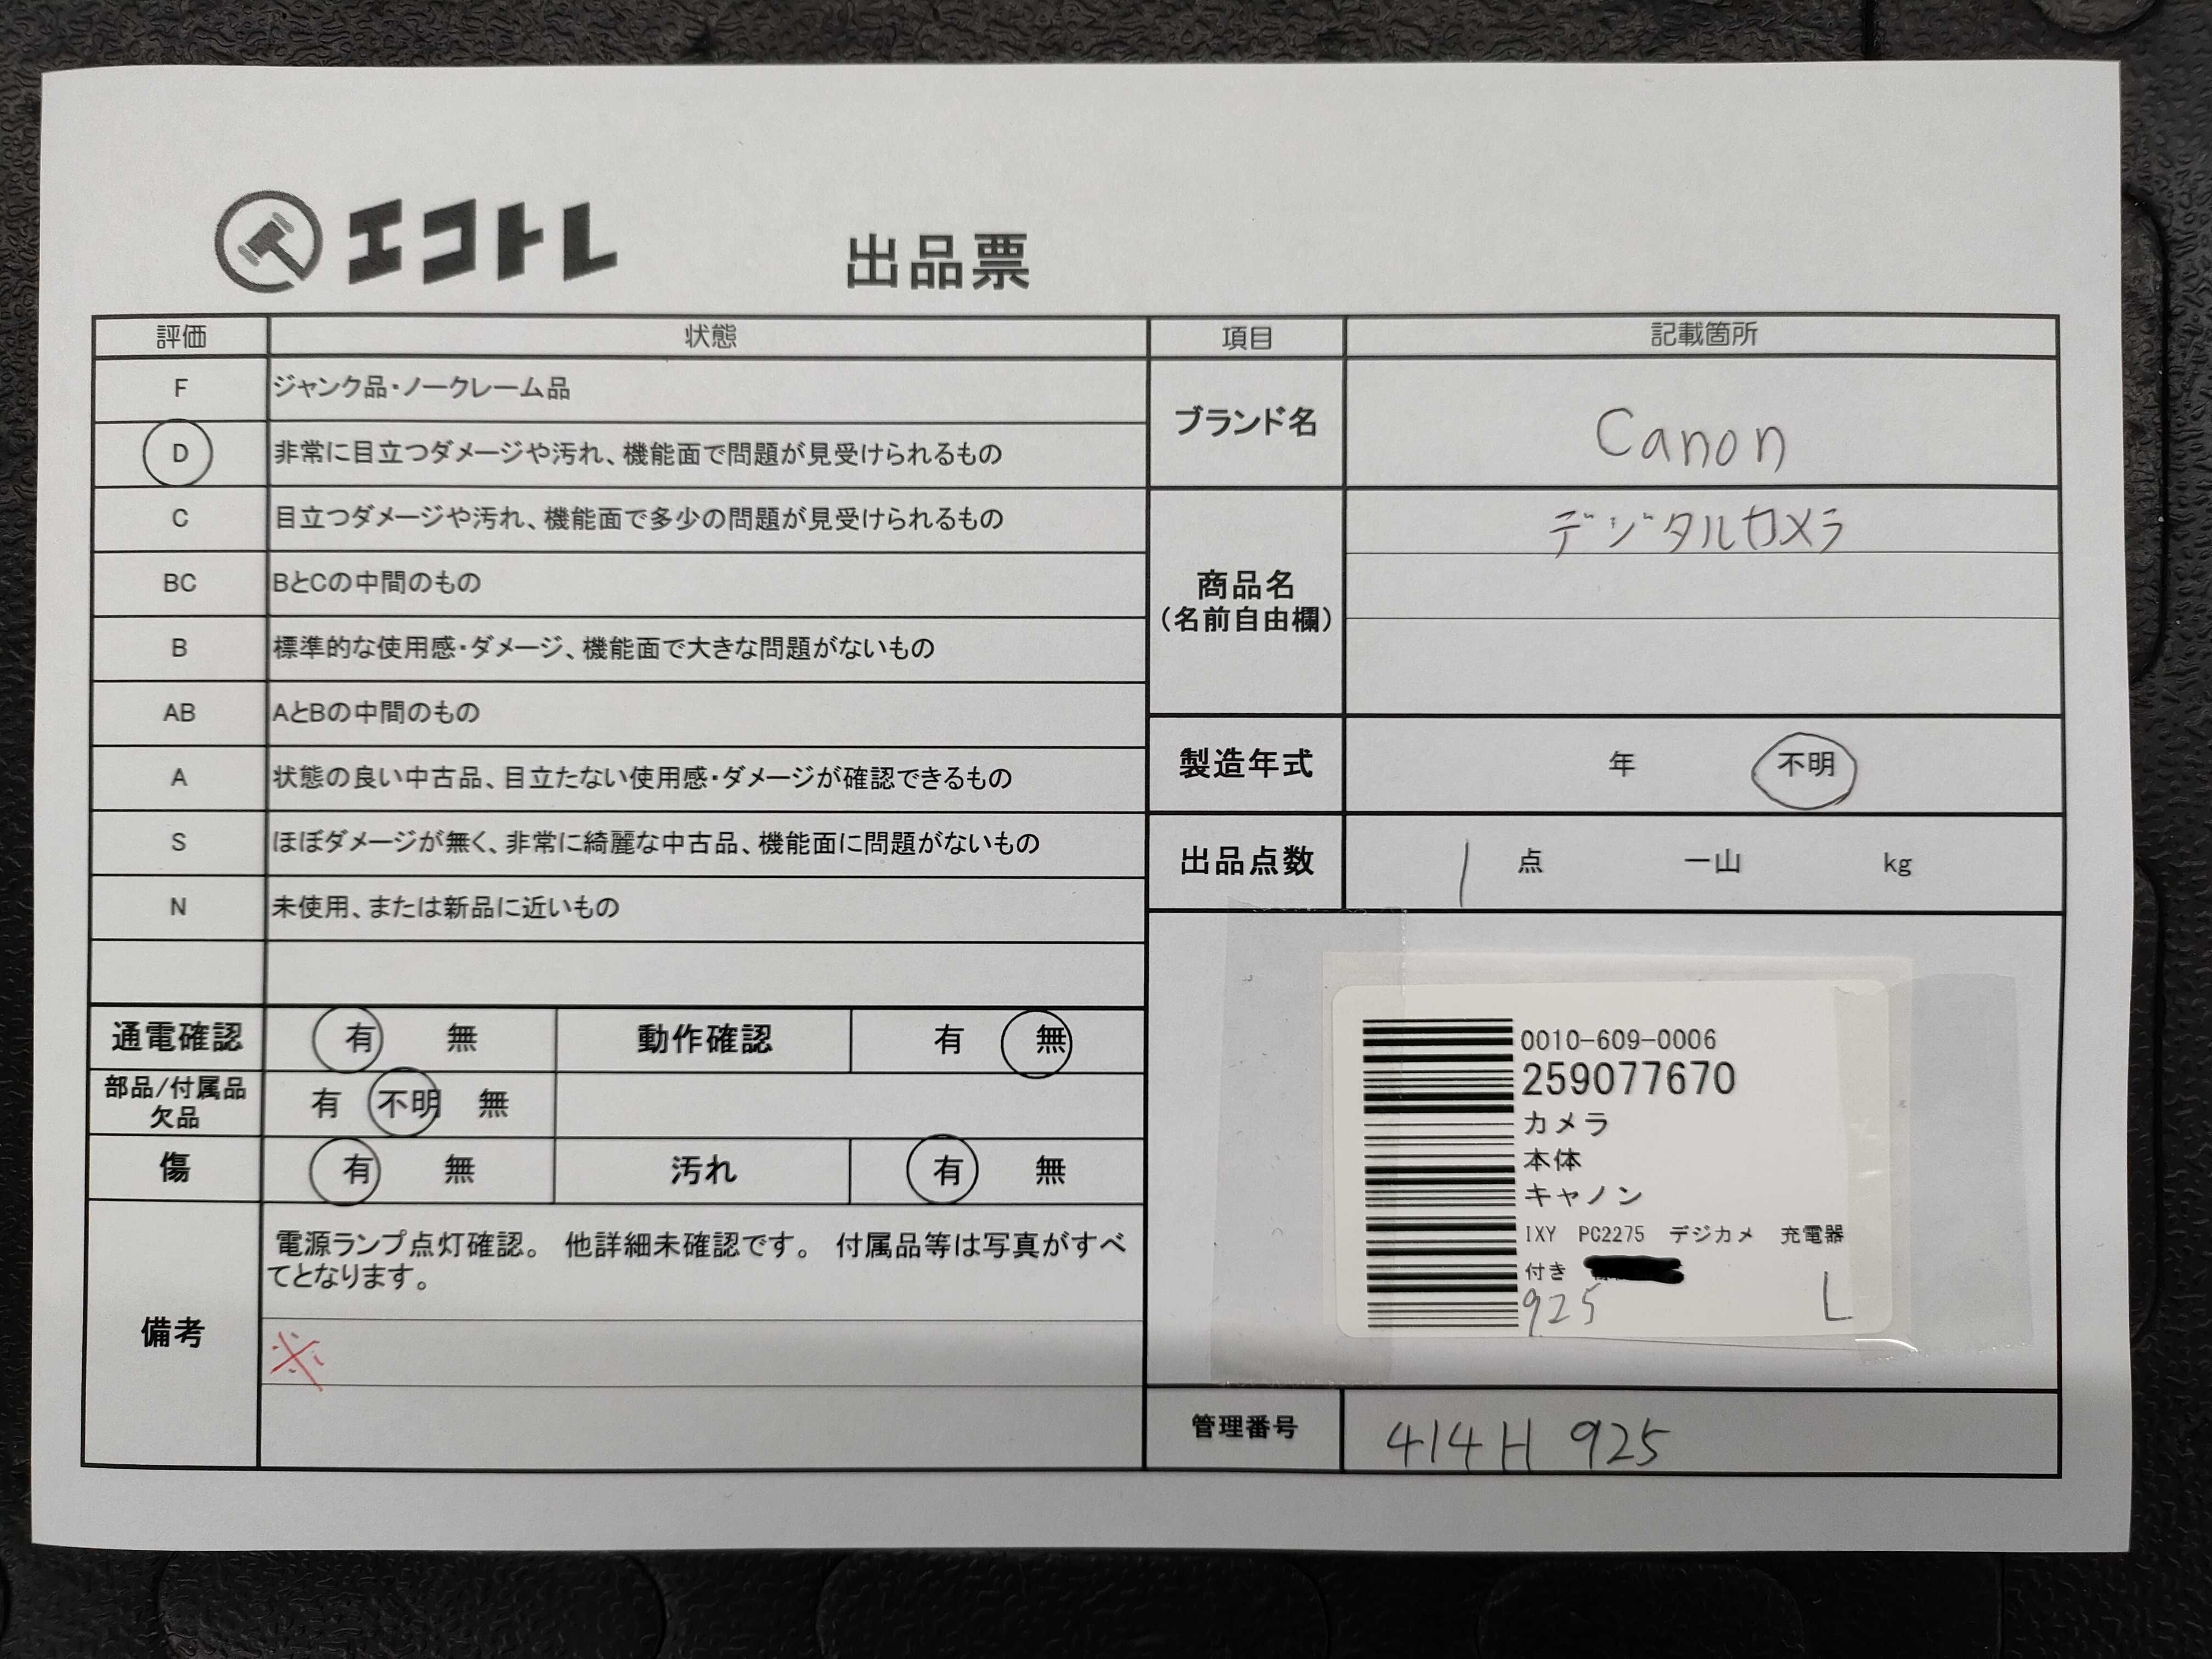 エコトレ 出品票
評価 状態
F ジャンク品・ノークレーム品
D 非常に目立つダメージや汚れ、機能面で問題が見受けられるもの
C 目立つダメージや汚れ、機能面で多少の問題が見受けられるもの
BC BとCの中間のもの
B 標準的な使用感・ダメージ、機能面で大きな問題がないもの
AB AとBの中間のもの
A 状態の良い中古品、目立たない使用感・ダメージが確認できるもの
S ほぼダメージが無く、非常に綺麗な中古品、機能面に問題がないもの
N 未使用、または新品に近いもの
通電確認 有 無 動作確認 有 無
部品/付属品
欠品
有 不明 無
傷 有 無 汚れ 有 無
備考
電源ランプ点灯確認。 他詳細未確認です。 付属品等は写真がすべ
てとなります。
※
項目 記載箇所
ブランド名 Canon
商品名
(名前自由欄)
デジタルカメラ
製造年式 年 不明
出品点数 1 点 一山 kg
0010-609-0006
259077670
カメラ
本体
キャノン
IXY PC2275 デジカメ 充電器
付き
925 L
管理番号 414H 925